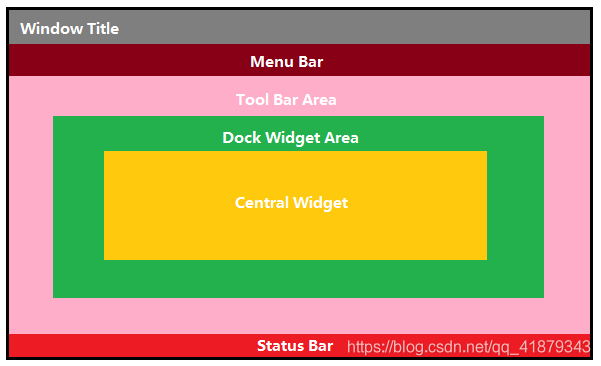 Window Title
Menu Bar
Tool Bar Area
Dock Widget Area
Central Widget
Status Bar
https://blog.csdn.net/qq_41879343